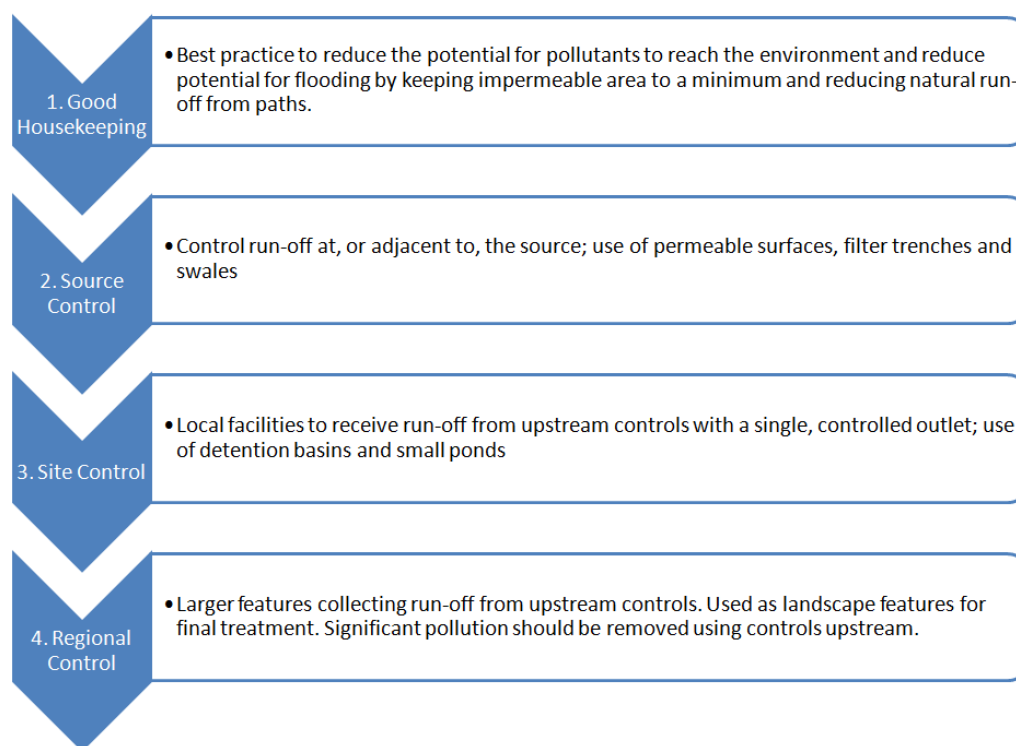 1. Good
Housekeeping
•Best practice to reduce the potential for pollutants to reach the environment and reduce
potential for flooding by keeping impermeable area to a minimum and reducing natural run-
off from paths.
2. Source
Control
•Control run-off at, or adjacent to, the source; use of permeable surfaces, filter trenches and
swales
3. Site Control
•Local facilities to receive run-off from upstream controls with a single, controlled outlet; use
of detention basins and small ponds
4. Regional
Control
•Larger features collecting run-off from upstream controls. Used as landscape features for
final treatment. Significant pollution should be removed using controls upstream.